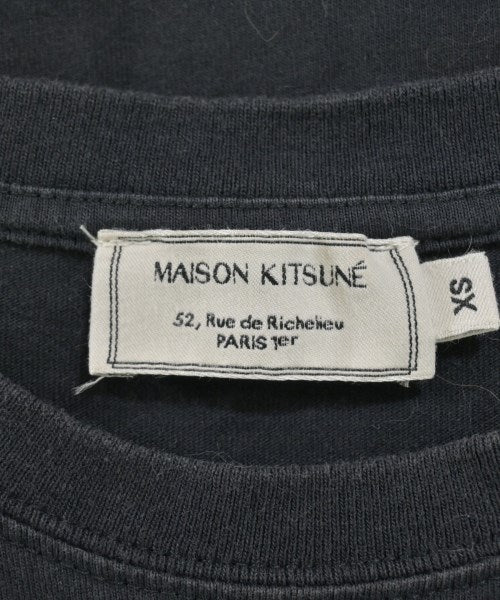 MAISON KITSUNÉ
52, Rue de Richelieu
PARIS 1er
XS